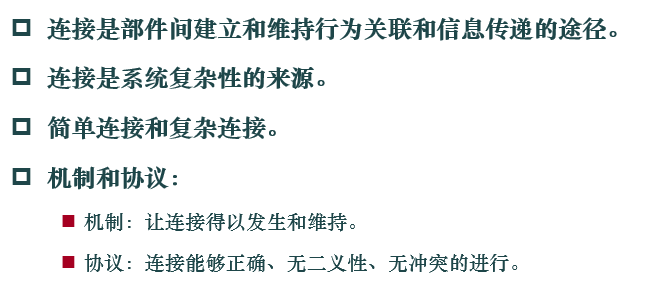 连接是部件间建立和维持行为关联和信息传递的途径。
连接是系统复杂性的来源。
简单连接和复杂连接。
机制和协议：
机制：让连接得以发生和维持。
协议：连接能够正确、无二义性、无冲突的进行。